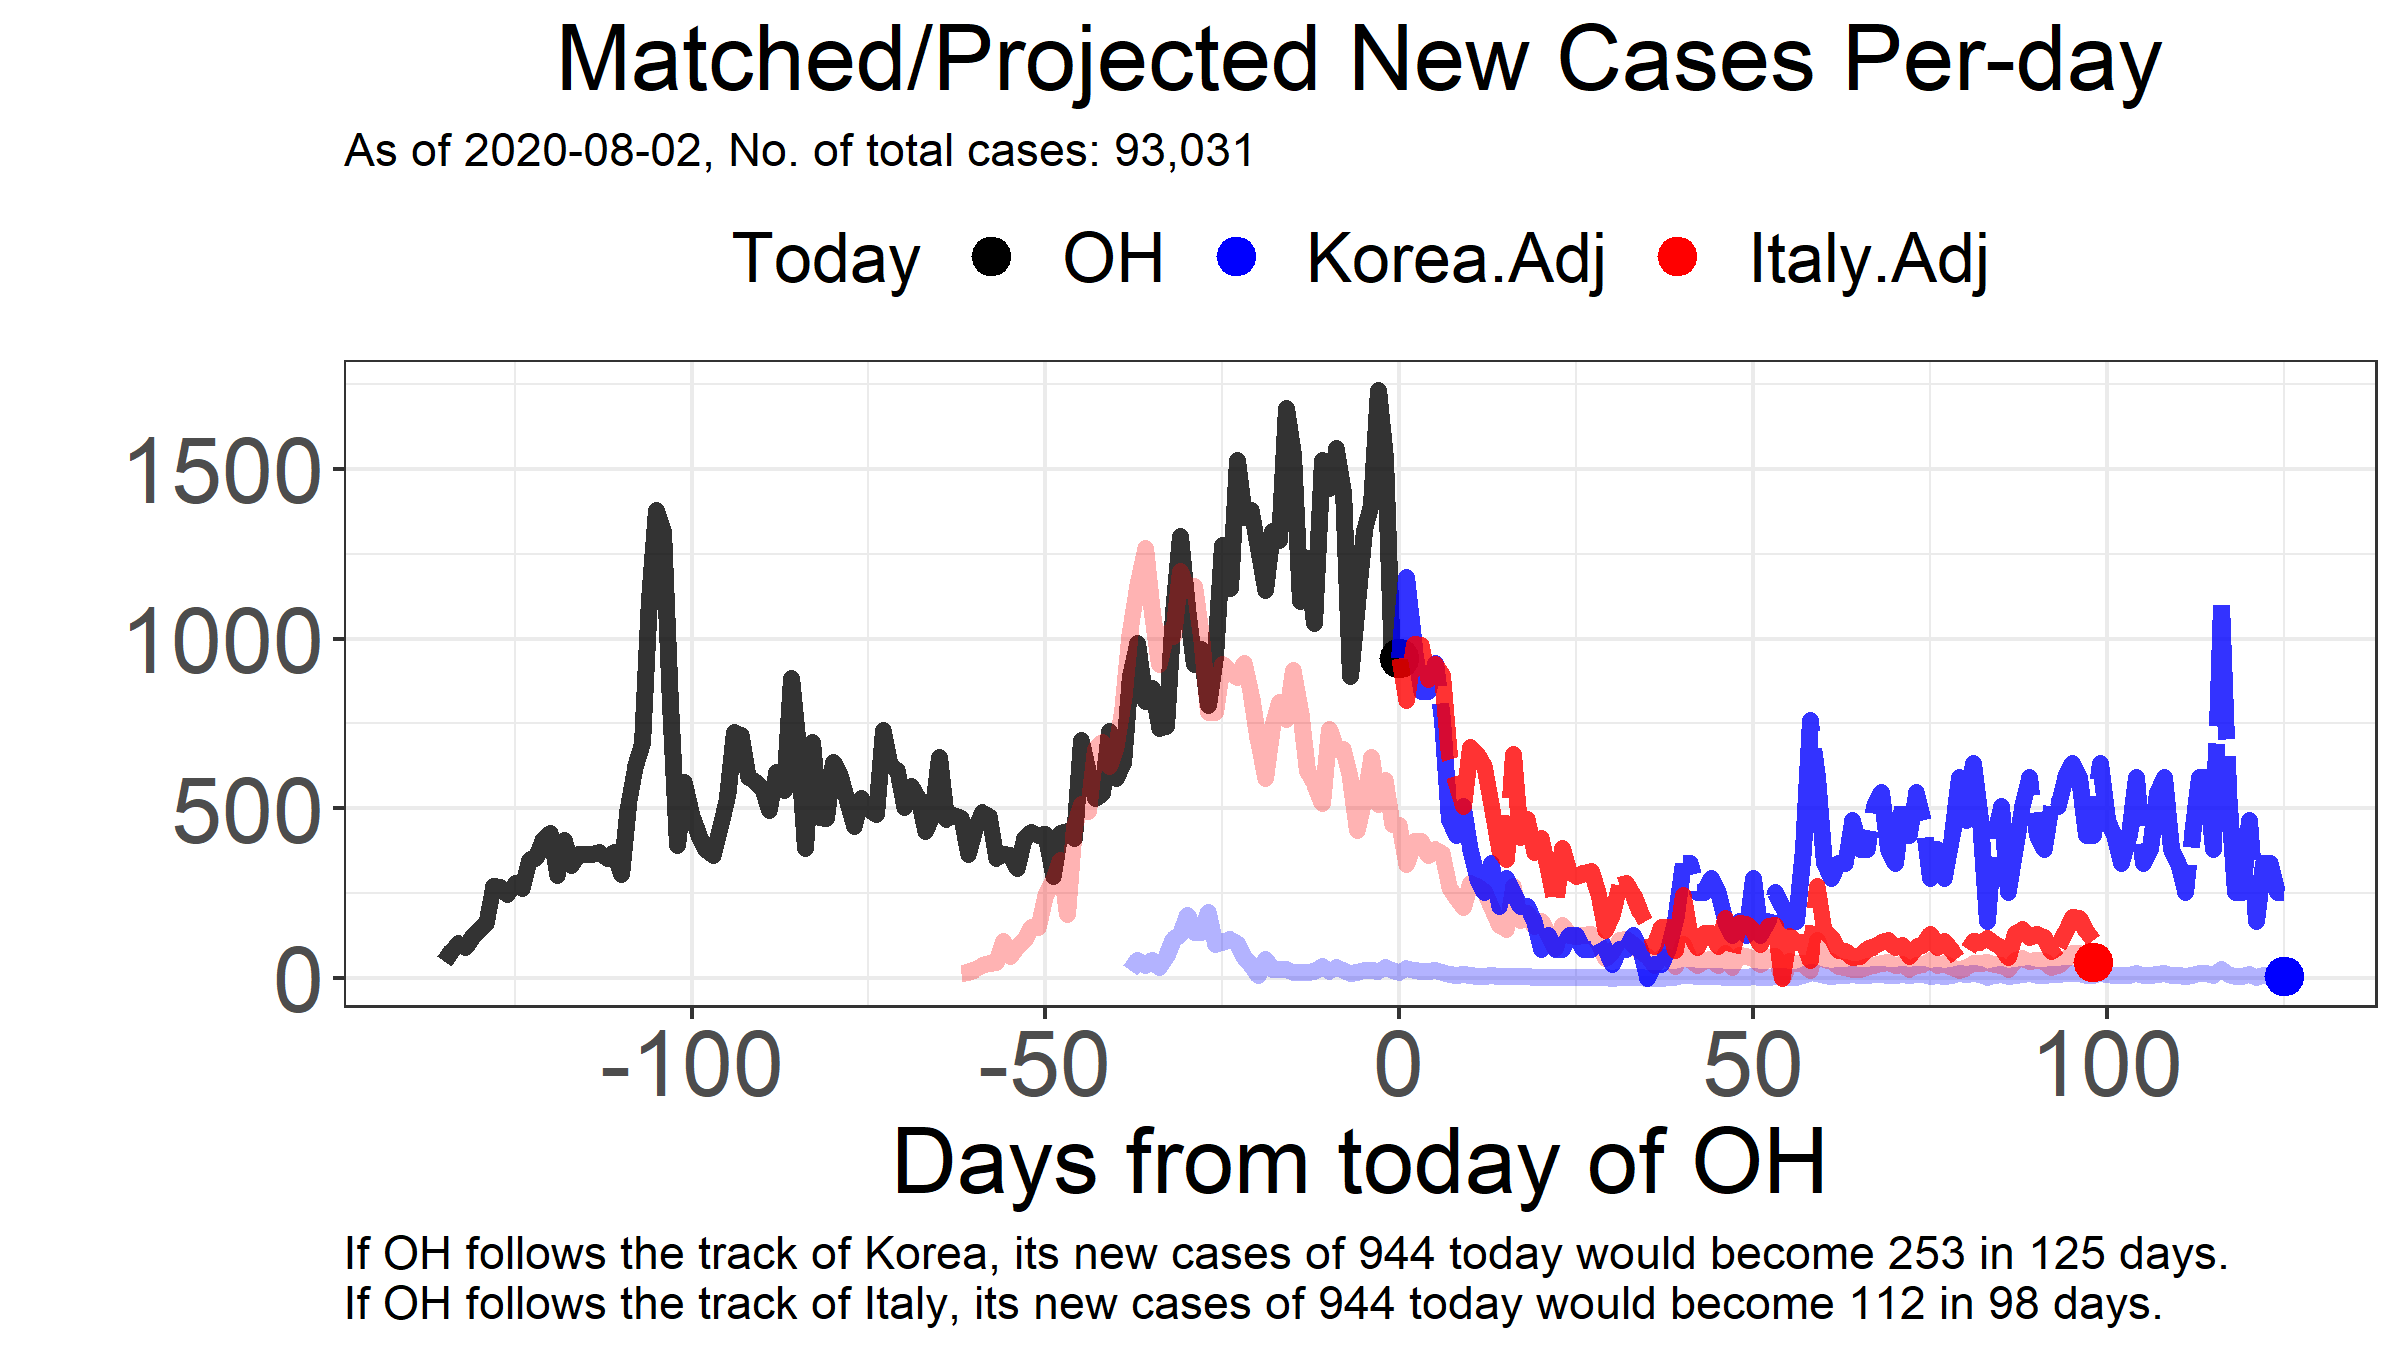 Matched/Projected New Cases Per-day
As of 2020-08-02, No. of total cases: 93,031
Today OH Korea.Adj Italy.Adj
1500
1000
500
0
-100 -50 0 50 100
Days from today of OH
If OH follows the track of Korea, its new cases of 944 today would become 253 in 125 days.
If OH follows the track of Italy, its new cases of 944 today would become 112 in 98 days.